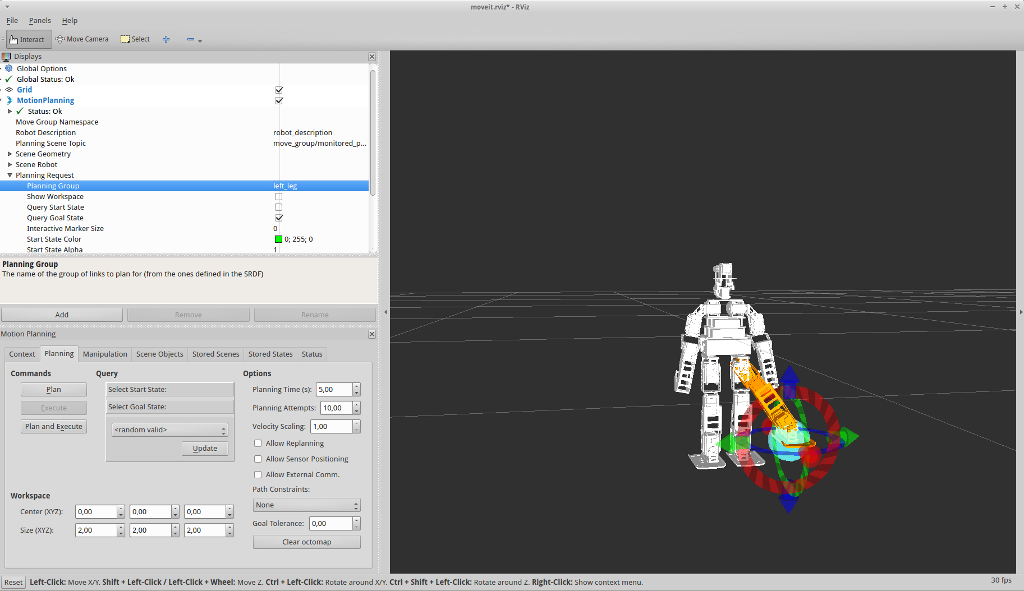 moveit.rviz* - RViz
File Panels Help
Interact Move Camera Select
Displays
Global Options
Global Status: Ok
Grid
MotionPlanning
Status: Ok
Move Group Namespace
Robot Description robot_description
Planning Scene Topic move_group/monitored_p...
Scene Geometry
Scene Robot
Planning Request
Planning Group left_leg
Show Workspace
Query Start State
Query Goal State
Interactive Marker Size 0
Start State Color 0; 255; 0
Start State Alpha 1
Planning Group
The name of the group of links to plan for (from the ones defined in the SRDF)
Add Remove Rename
Motion Planning
Context Planning Manipulation Scene Objects Stored Scenes Stored States Status
Commands Query Options
Plan Select Start State: Planning Time (s): 5,00
Execute Select Goal State: Planning Attempts: 10,00
Plan and Execute <random valid> Velocity Scaling: 1,00
Update Allow Replanning
Allow Sensor Positioning
Allow External Comm.
Path Constraints:
Workspace None
Center (XYZ): 0,00 0,00 0,00 Goal Tolerance: 0,00
Size (XYZ): 2,00 2,00 2,00 Clear octomap
Reset Left-Click: Move X/Y. Shift + Left-Click / Left-Click + Wheel: Move Z. Ctrl + Left-Click: Rotate around X/Y. Ctrl + Shift + Left-Click: Rotate around Z. Right-Click: Show context menu. 30 fps